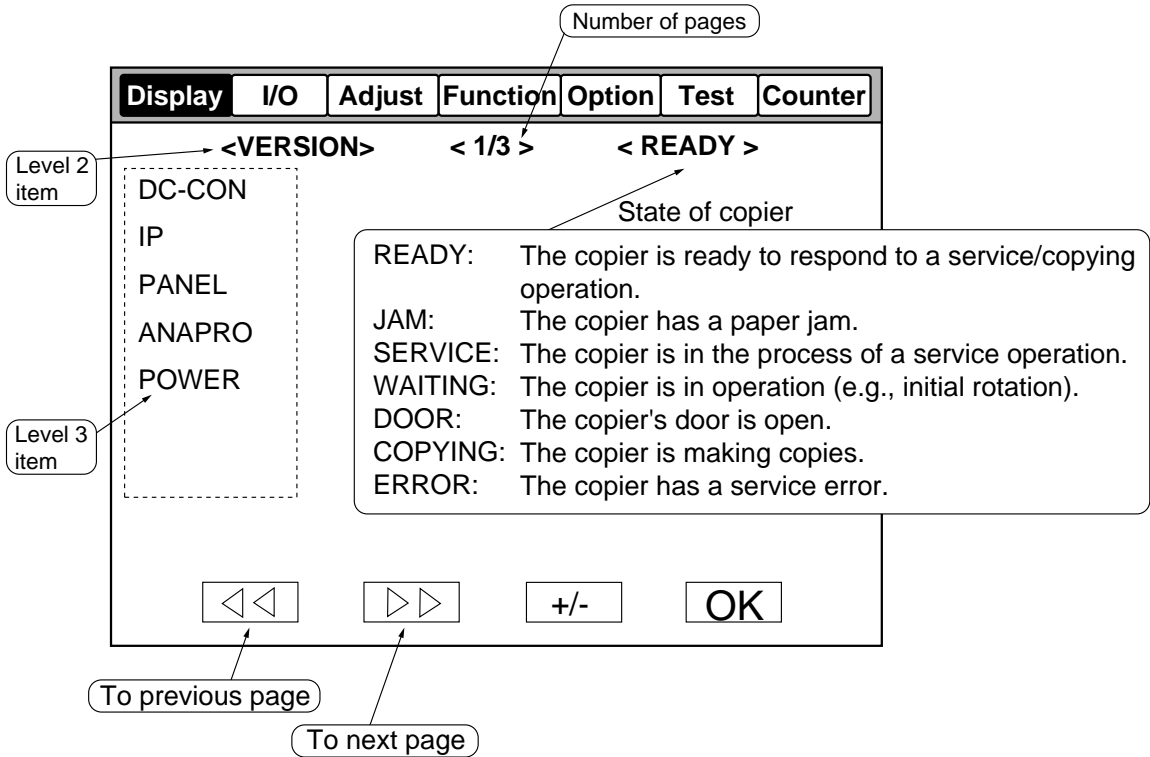 Number of pages
Display I/O Adjust Function Option Test Counter
<VERSION> < 1/3 > < READY >
Level 2
item
DC-CON
IP
PANEL
ANAPRO
POWER
Level 3
item
State of copier
READY: The copier is ready to respond to a service/copying
operation.
JAM: The copier has a paper jam.
SERVICE: The copier is in the process of a service operation.
WAITING: The copier is in operation (e.g., initial rotation).
DOOR: The copier's door is open.
COPYING: The copier is making copies.
ERROR: The copier has a service error.
+/- OK
To previous page
To next page